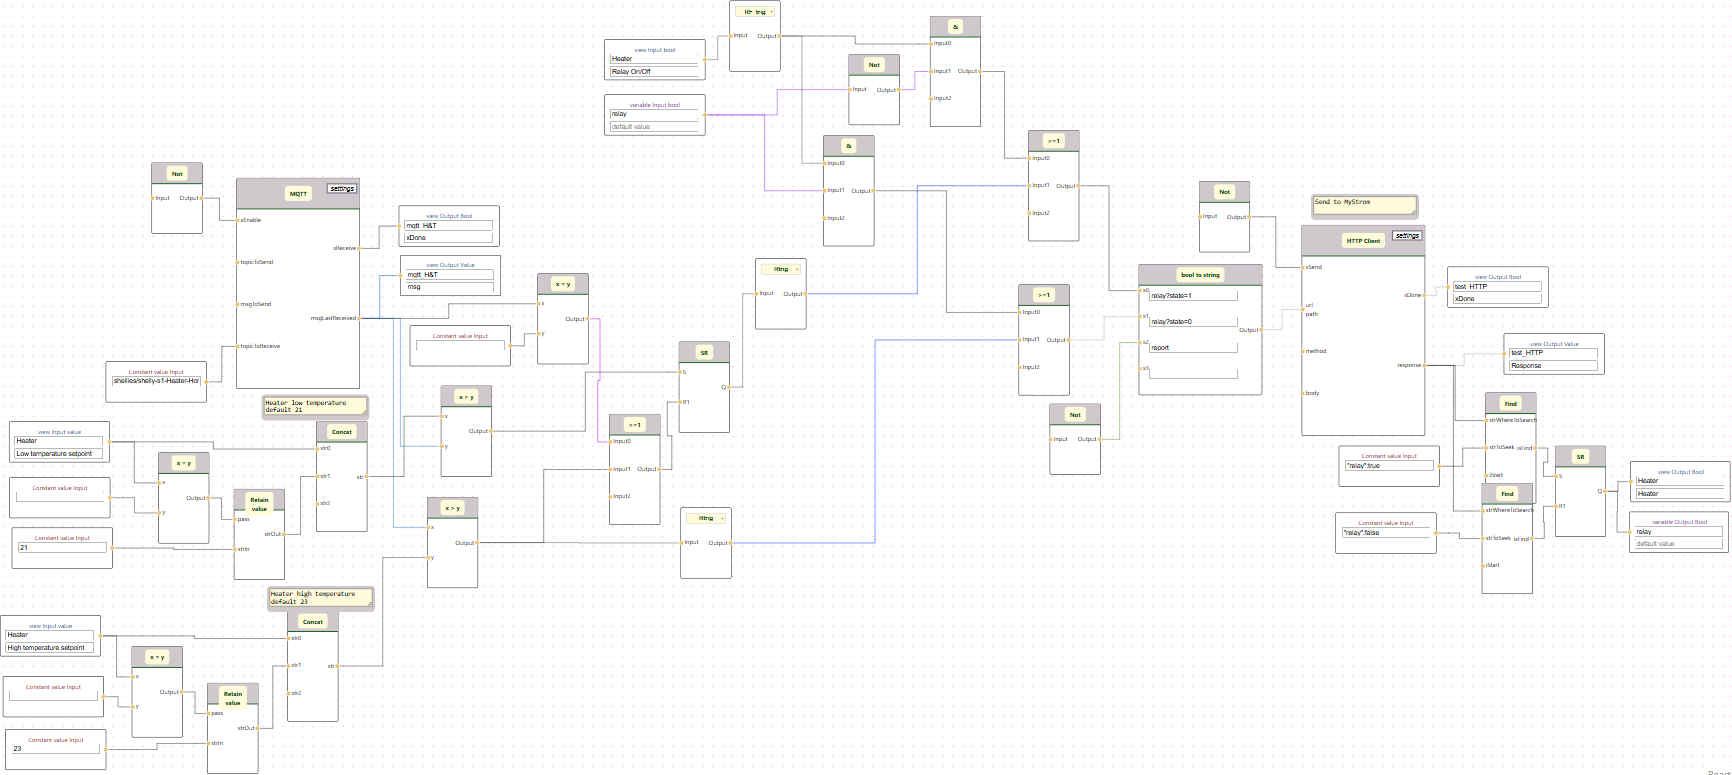 RF trig
Input
Output
view Input bool
Heater
Relay On/Off
&
Input0
Input1
Output
Input2
Not
Input
Output
variable Input bool
relay
default value
&
Input0
Input1
Output
Input2
>=1
Input0
Input1
Output
Input2
Not
Input
Output
MQTT
settings
xEnable
xReceive
topicToSend
msgToSend
msgLastReceived
topicToReceive
view Output Bool
mqtt H&T
xDone
view Output Value
mqtt H&T
msg
Constant value Input
shellies/shelly-s1-Heater-Hor
x = y
x
Output
y
Constant value Input
Rtng
Input
Output
SR
S
Q
R1
>=1
Input0
Input1
Output
Input2
bool to string
x0
relay?state=1
x1
relay?state=0
Output
x2
report
x3
Not
Input
Output
Not
Input
Output
Send to MyStrom
HTTP Client
settings
xSend
xDone
url
path
method
response
body
view Output Bool
test HTTP
xDone
view Output Value
test_HTTP
Response
Find
strWhereToSearch
strToSeek
isFind
iStart
Constant value Input
"relay":true
Find
strWhereToSearch
strToSeek
isFind
iStart
Constant value Input
"relay":false
SR
S
Q
R1
view Output Bool
Heater
Heater
variable Output Bool
relay
default value
Heater low temperature
default 21
Concat
str0
str1
str
str2
view Input value
Heater
Low temperature setpoint
x = y
x
Output
y
Constant value Input
Retain
value
pass
strOut
strIn
Constant value Input
21
x > y
x
Output
y
>=1
Input0
Input1
Output
Input2
x > y
x
Output
y
Rtng
Input
Output
Heater high temperature
default 23
Concat
str0
str1
str
str2
view Input value
Heater
High temperature setpoint
x = y
x
Output
y
Constant value Input
Retain
value
pass
strOut
strIn
Constant value Input
23